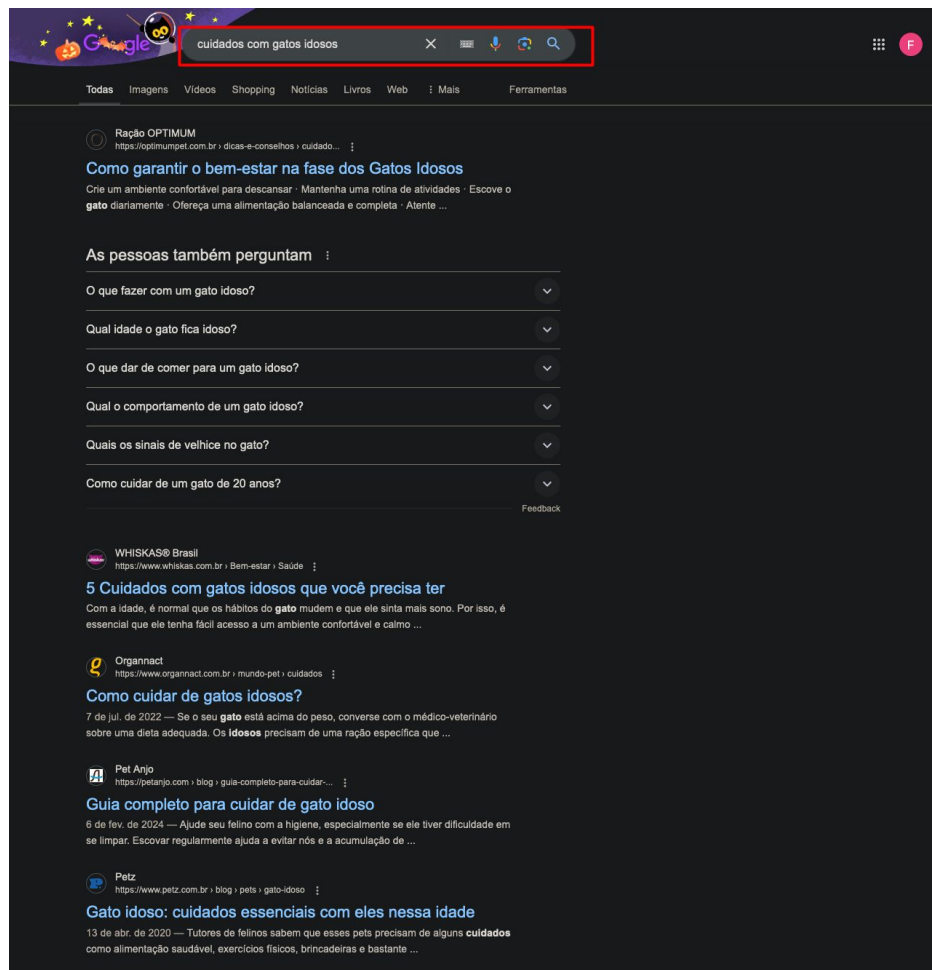 Google
cuidados com gatos idosos
F
Todas Imagens Vídeos Shopping Notícias Livros Web Mais Ferramentas
Ração OPTIMUM
https://optimumpet.com.br › dicas-e-conselhos › cuidado...
Como garantir o bem-estar na fase dos Gatos Idosos
Crie um ambiente confortável para descansar · Mantenha uma rotina de atividades · Escove o
gato diariamente · Ofereça uma alimentação balanceada e completa · Atente ...
As pessoas também perguntam
O que fazer com um gato idoso?
Qual idade o gato fica idoso?
O que dar de comer para um gato idoso?
Qual o comportamento de um gato idoso?
Quais os sinais de velhice no gato?
Como cuidar de um gato de 20 anos?
Feedback
WHISKAS® Brasil
https://www.whiskas.com.br › Bem-estar › Saúde
5 Cuidados com gatos idosos que você precisa ter
Com a idade, é normal que os hábitos do gato mudem e que ele sinta mais sono. Por isso, é
essencial que ele tenha fácil acesso a um ambiente confortável e calmo ...
Organnact
https://www.organnact.com.br › mundo-pet › cuidados
Como cuidar de gatos idosos?
7 de jul. de 2022 — Se o seu gato está acima do peso, converse com o médico-veterinário
sobre uma dieta adequada. Os idosos precisam de uma ração específica que ...
Pet Anjo
https://petanjo.com › blog › guia-completo-para-cuidar-...
Guia completo para cuidar de gato idoso
6 de fev. de 2024 — Ajude seu felino com a higiene, especialmente se ele tiver dificuldade em
se limpar. Escovar regularmente ajuda a evitar nós e a acumulação de ...
Petz
https://www.petz.com.br › blog › pets › gato-idoso
Gato idoso: cuidados essenciais com eles nessa idade
13 de abr. de 2020 — Tutores de felinos sabem que esses pets precisam de alguns cuidados
como alimentação saudável, exercícios físicos, brincadeiras e bastante ...